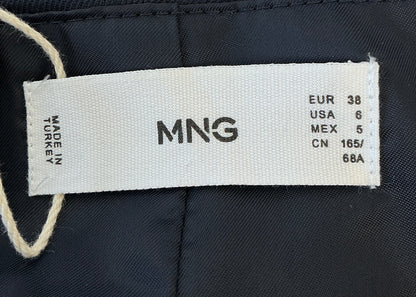 MADE IN
TURKEY
MNG
EUR 38
USA 6
MEX 5
CN 165/
68A